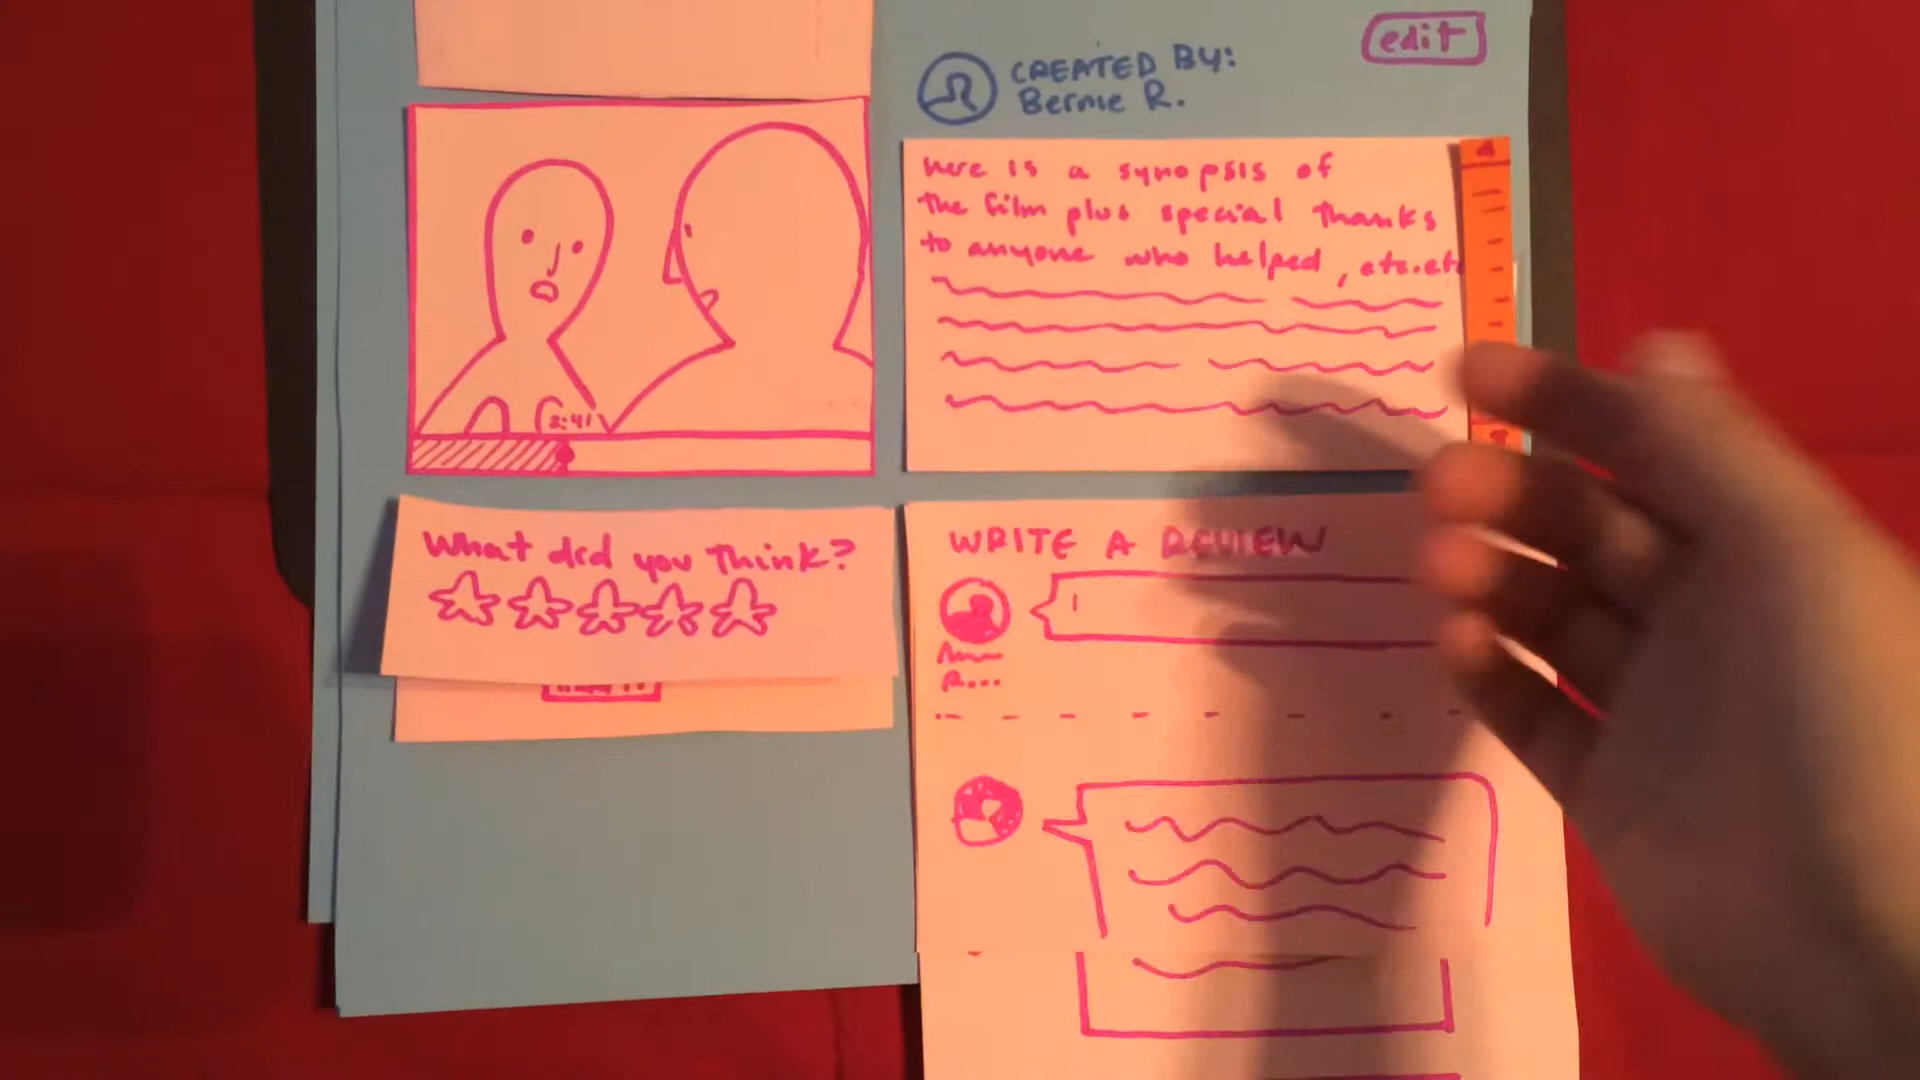 edit
CREATED BY:
Bernie R.
here is a synopsis of
the film plus special thanks
to anyone who helped, etc.etc
2:41
What did you think?
WRITE A REVIEW
R...